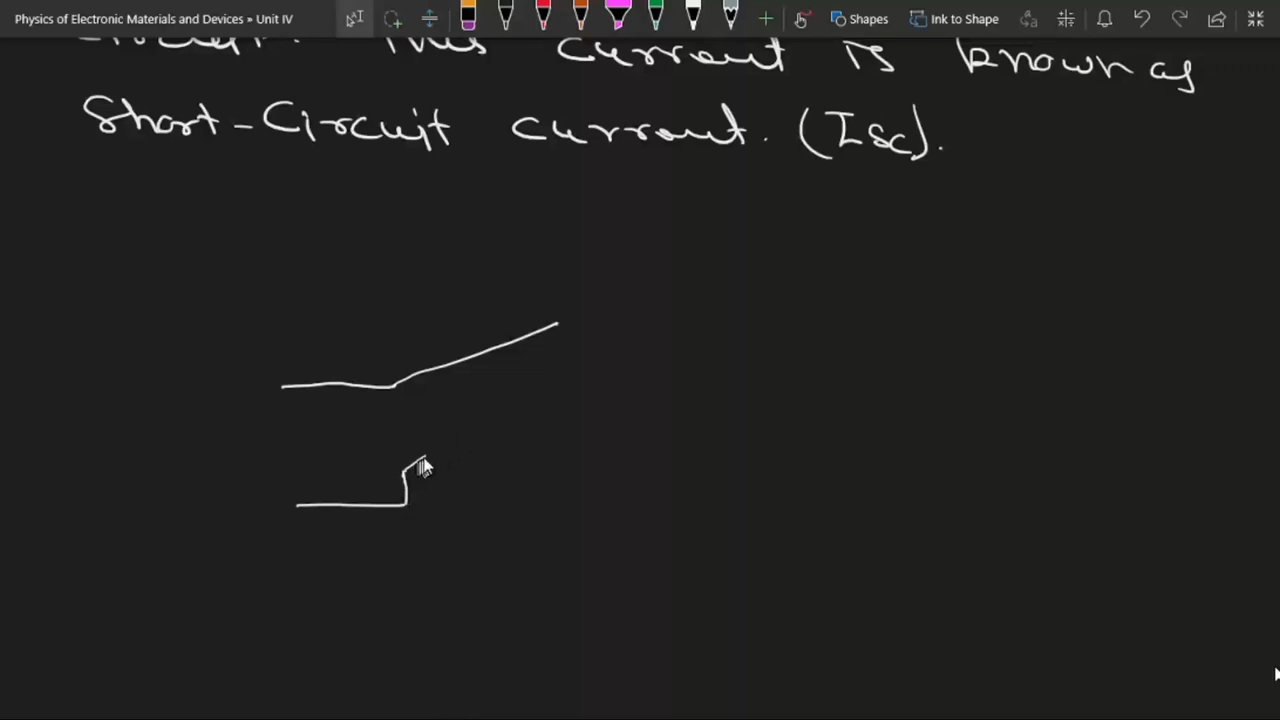 Physics of Electronic Materials and Devices » Unit IV
Shapes
Ink to Shape
Circuit. This current is known as
Short-Circuit current. (Isc).